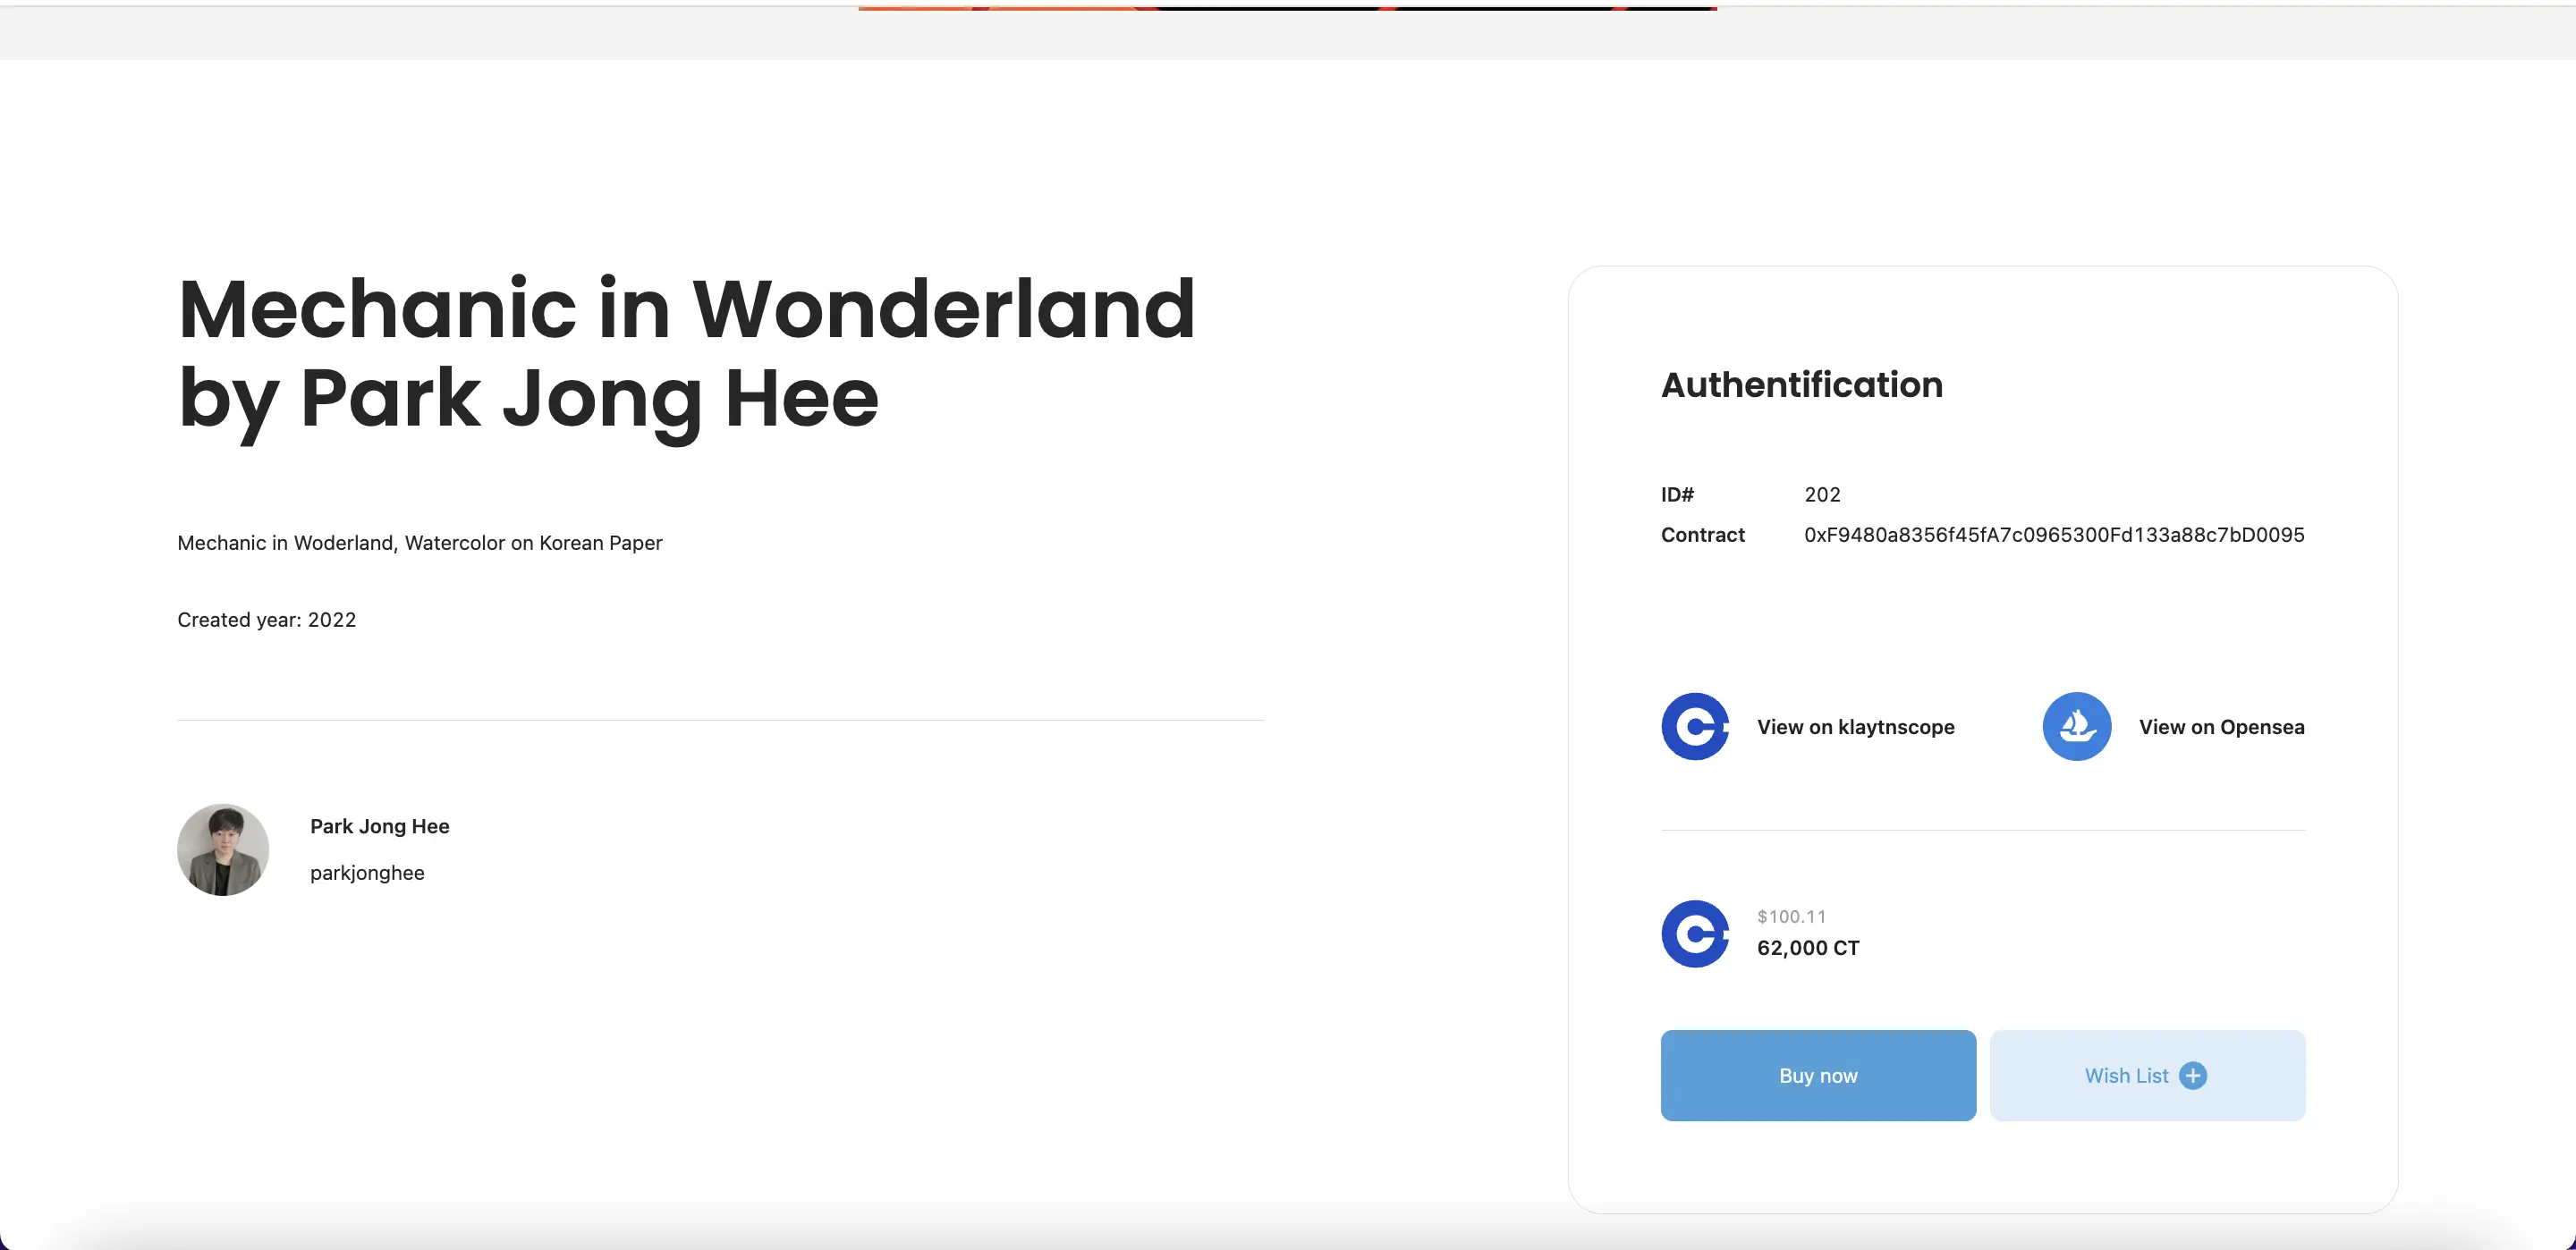 Mechanic in Wonderland
by Park Jong Hee
Mechanic in Woderland, Watercolor on Korean Paper
Created year: 2022
Park Jong Hee
parkjonghee
Authentification
ID# 202
Contract 0xF9480a8356f45fA7c0965300Fd133a88c7bD0095
View on klaytnscope View on Opensea
$100.11
62,000 CT
Buy now Wish List